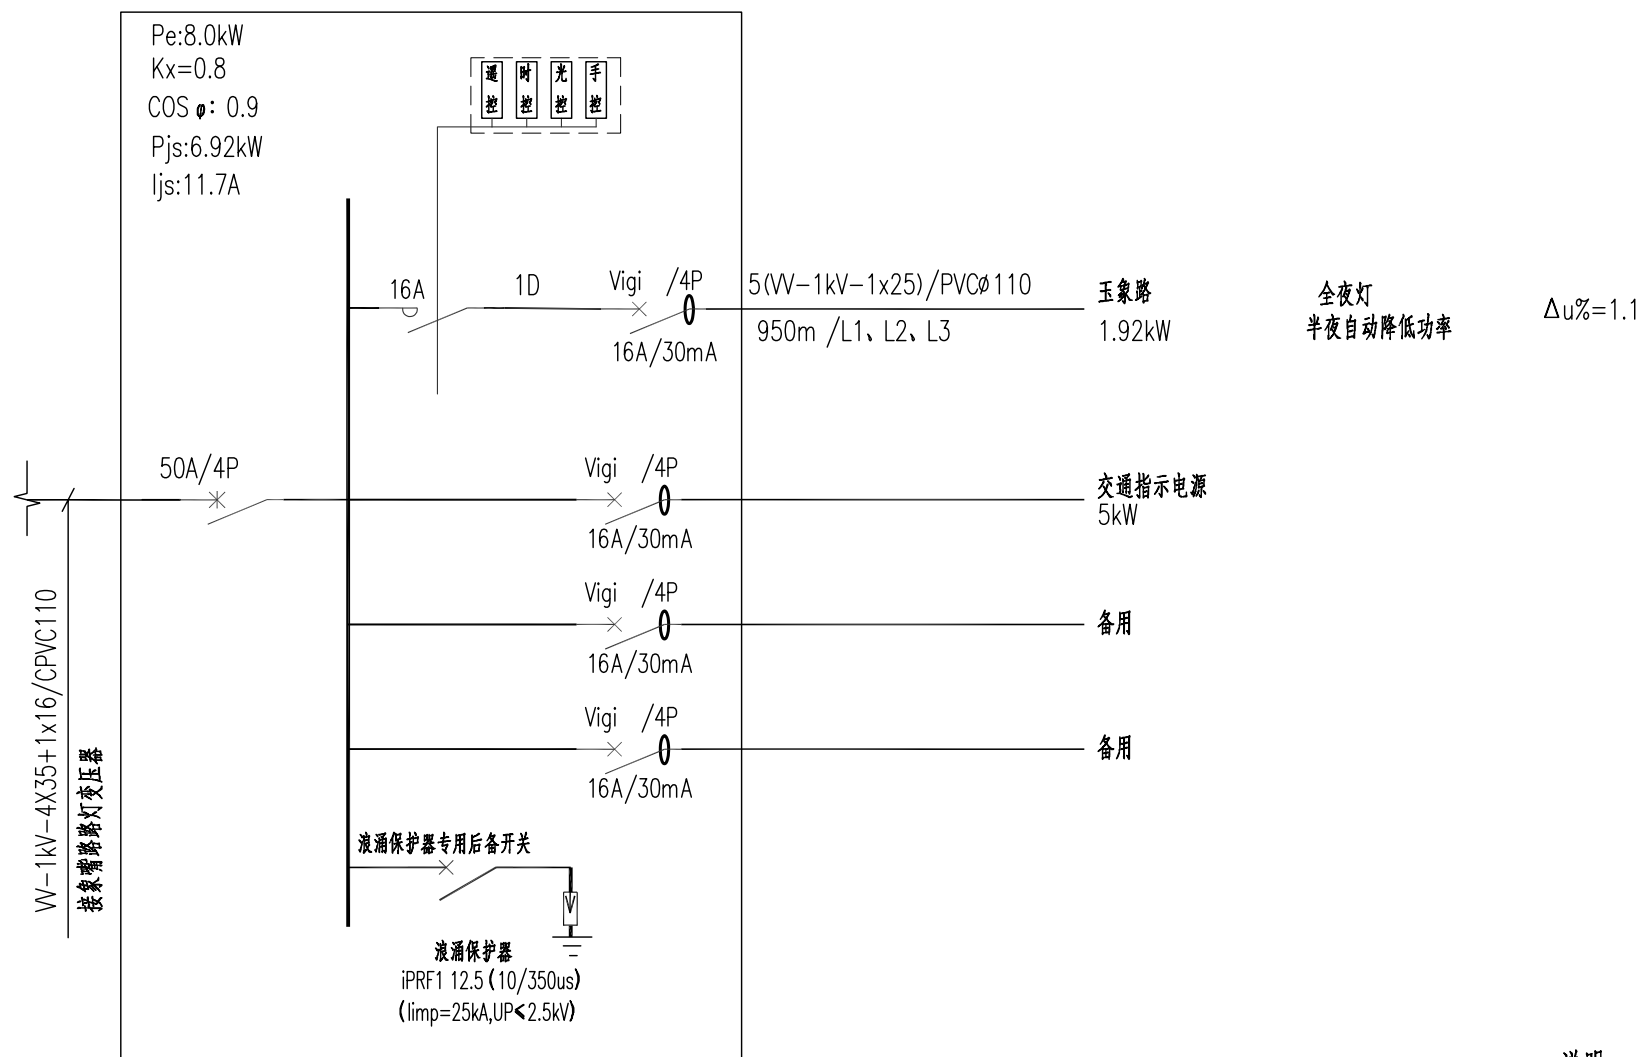 Pe:8.0kW
Kx=0.8
COS φ: 0.9
Pjs:6.92kW
Ijs:11.7A
遥控
时控
光控
手控
16A
1D
Vigi /4P
16A/30mA
5(VV-1kV-1x25)/PVCø110
950m /L1、L2、L3
玉象路
1.92kW
全夜灯
半夜自动降低功率
Δu%=1.1
50A/4P
Vigi /4P
16A/30mA
交通指示电源
5kW
Vigi /4P
16A/30mA
备用
Vigi /4P
16A/30mA
备用
VV-1kV-4X35+1x16/CPVC110
接象嘴路路灯变压器
浪涌保护器专用后备开关
浪涌保护器
iPRF1 12.5(10/350us)
(Iimp=25kA,UP<2.5kV)